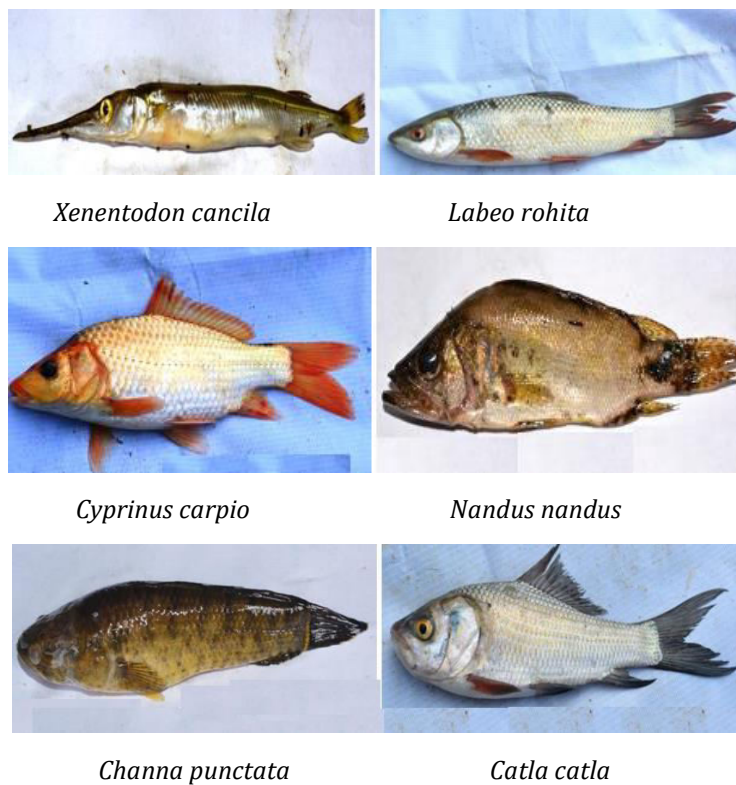 Xenentodon cancila
Labeo rohita
Cyprinus carpio
Nandus nandus
Channa punctata
Catla catla